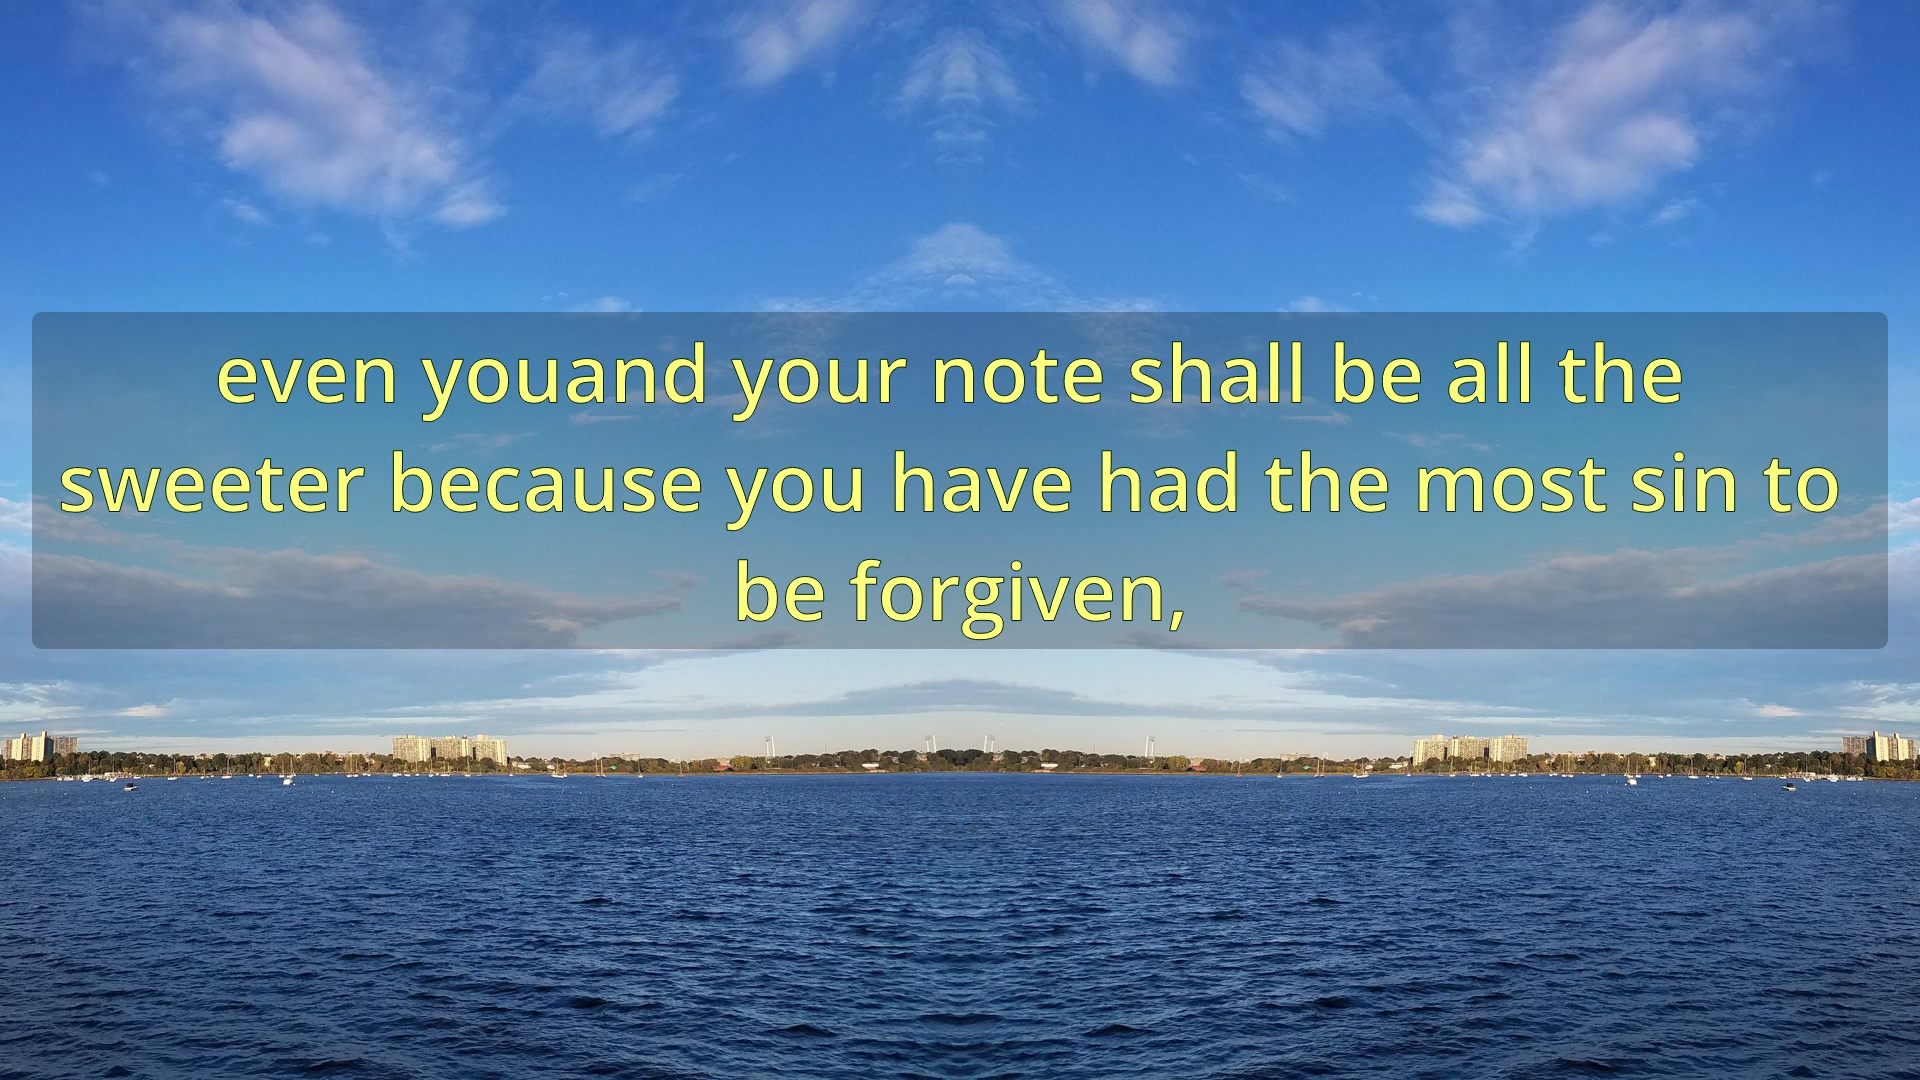 even youand your note shall be all the
sweeter because you have had the most sin to
be forgiven,